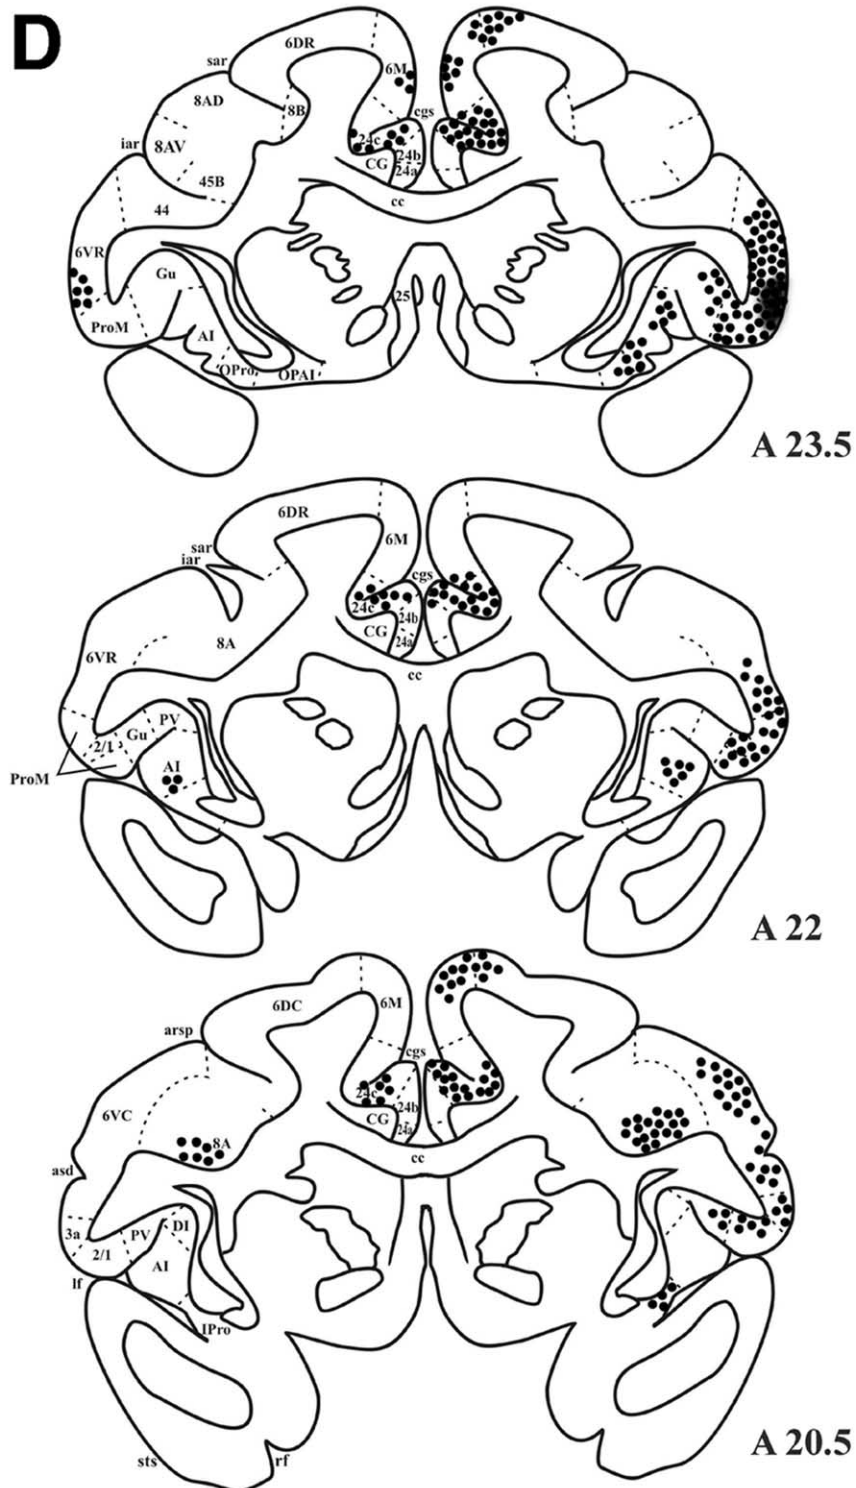 D
6DR
6M
sar
8AD
8B
cgs
iar
8AV
24c
24b
CG
24a
45B
cc
44
6VR
Gu
25
ProM
AI
OPro
OPAI
A 23.5
6DR
6M
sar
iar
cgs
24c
24b
8A
CG
24a
6VR
cc
PV
Gu
2/1
AI
ProM
A 22
6DC
6M
arsp
cgs
24c
24b
6VC
CG
24a
8A
cc
asd
DI
3a
PV
2/1
AI
lf
IPro
A 20.5
sts
rf